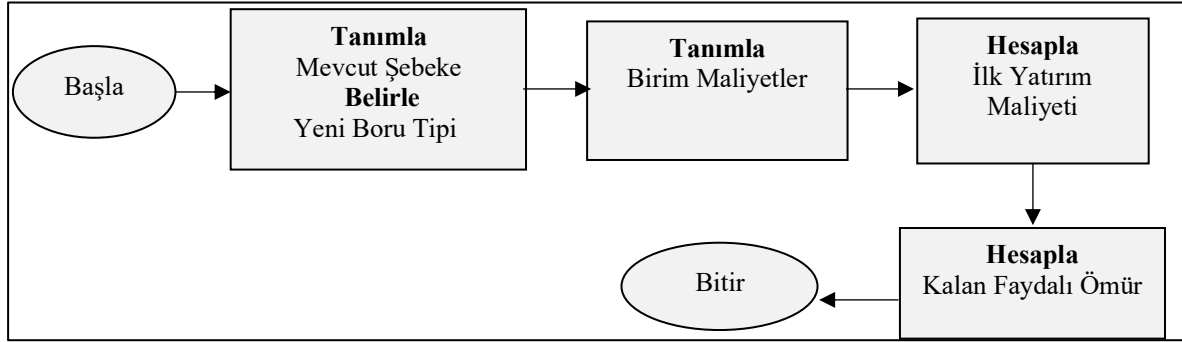 Başla
Tanımla
Mevcut Şebeke
Belirle
Yeni Boru Tipi
Tanımla
Birim Maliyetler
Hesapla
İlk Yatırım
Maliyeti
Hesapla
Kalan Faydalı Ömür
Bitir